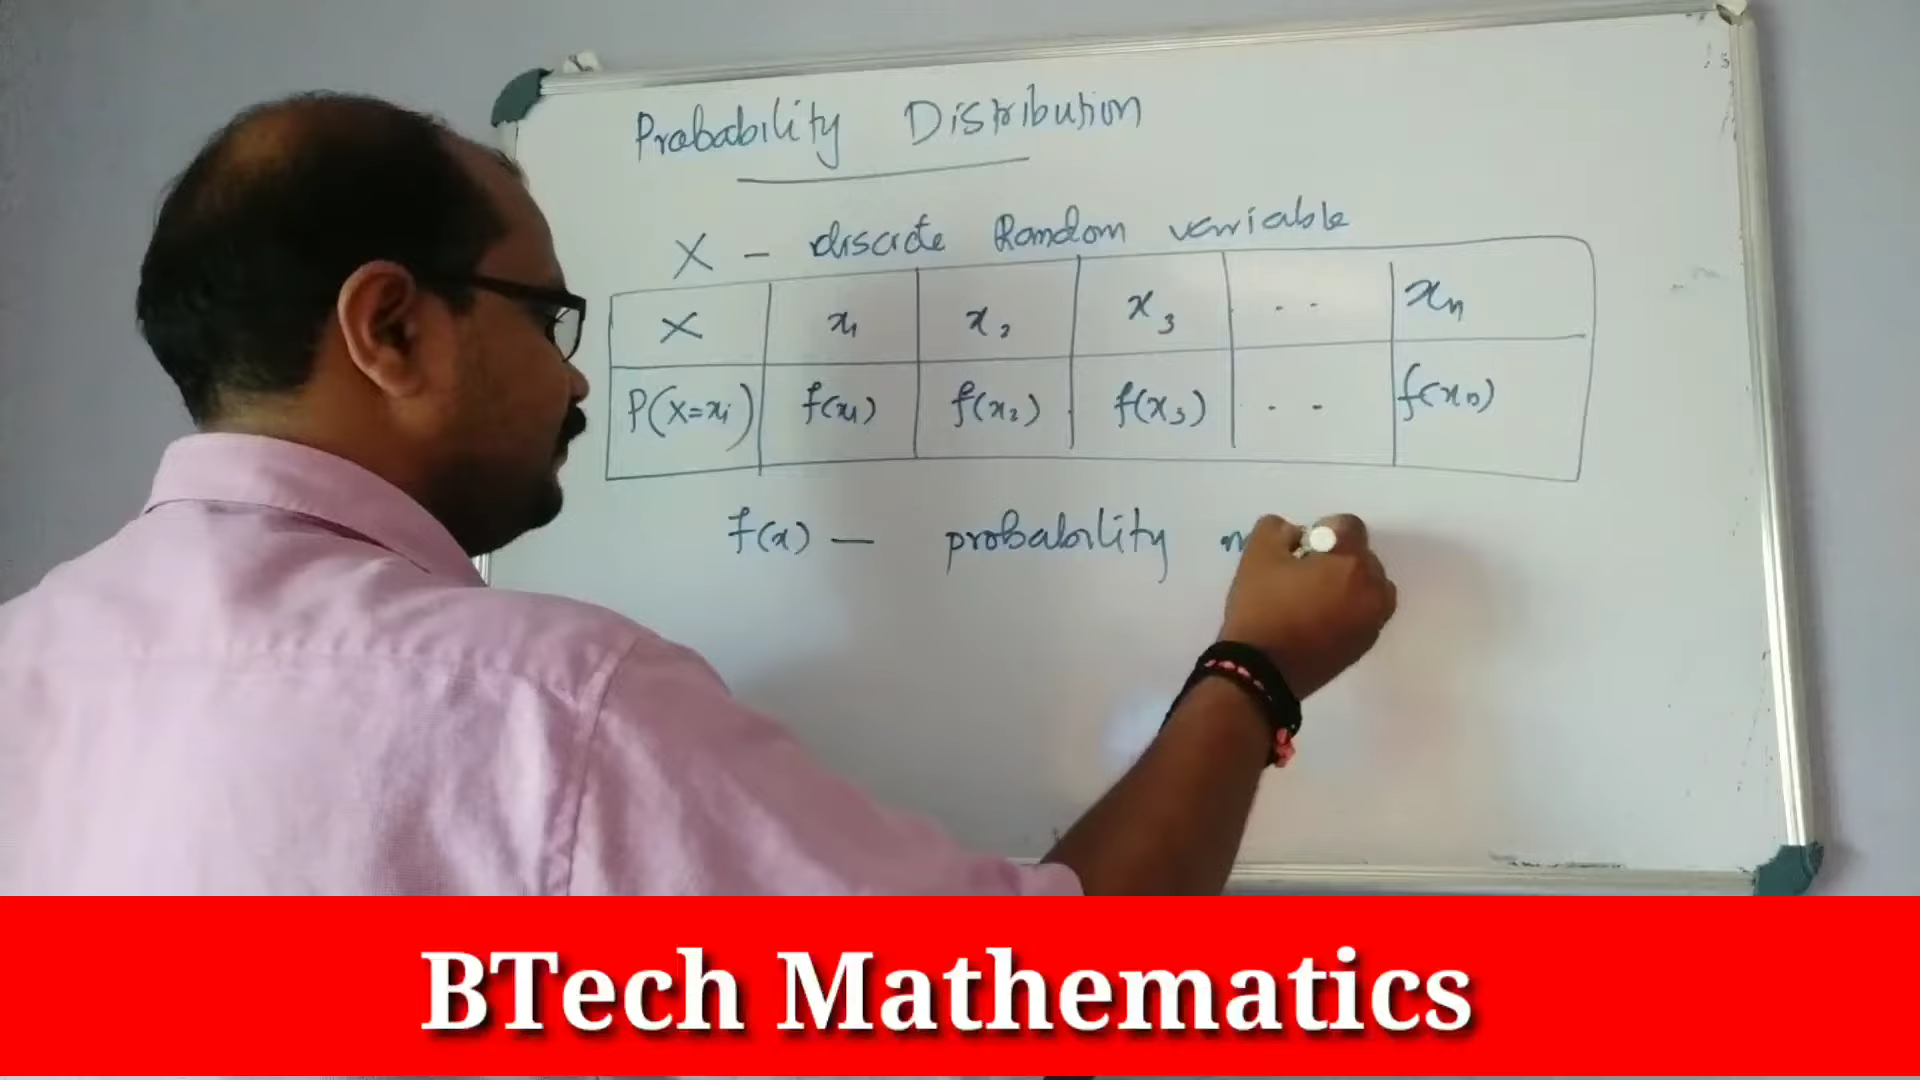 Probability Distribution
X - discrete Random variable
X x₁ x₂ x₃ . . xₙ
P(X=xᵢ) f(x₁) f(x₂) f(x₃) . . f(xₙ)
f(x) — probability m
BTech Mathematics